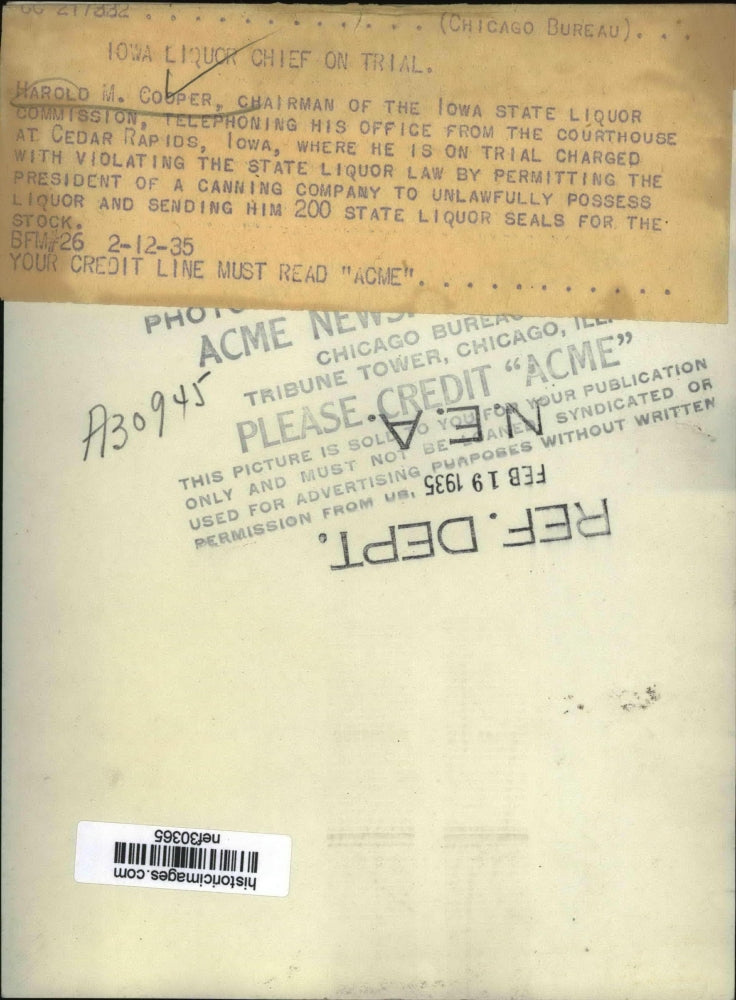 CG 217332 . . . . . . . . . . . . (CHICAGO BUREAU). . .
IOWA LIQUOR CHIEF ON TRIAL.
HAROLD M. COOPER, CHAIRMAN OF THE IOWA STATE LIQUOR
COMMISSION, TELEPHONING HIS OFFICE FROM THE COURTHOUSE
AT CEDAR RAPIDS, IOWA, WHERE HE IS ON TRIAL CHARGED
WITH VIOLATING THE STATE LIQUOR LAW BY PERMITTING THE
PRESIDENT OF A CANNING COMPANY TO UNLAWFULLY POSSESS
LIQUOR AND SENDING HIM 200 STATE LIQUOR SEALS FOR THE
STOCK.
BFM#26 2-12-35
YOUR CREDIT LINE MUST READ "ACME". . . . . . . . . . . .
ACME
CHICAGO BUREAU
TRIBUNE TOWER, CHICAGO, ILL.
PLEASE CREDIT "ACME"
THIS PICTURE IS SOLD TO YOU FOR YOUR PUBLICATION
ONLY AND MUST NOT BE LOANED SYNDICATED OR
USED FOR ADVERTISING PURPOSES WITHOUT WRITTEN
PERMISSION FROM US.
A30945
N.E.A.
FEB 19 1935
REF. DEPT.
historicimages.com
nef30365